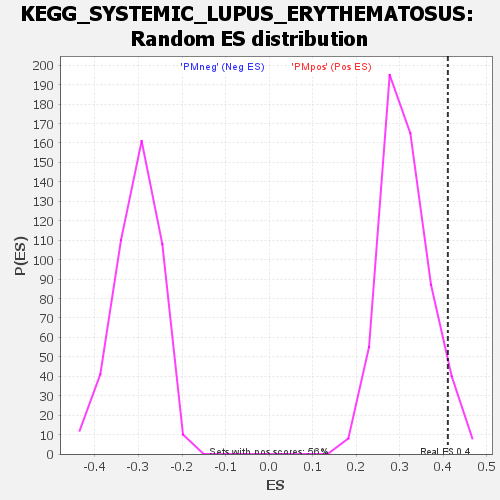 KEGG_SYSTEMIC_LUPUS_ERYTHEMATOSUS:
Random ES distribution
'PMneg' (Neg ES) 'PMpos' (Pos ES)
200
190
180
170
160
150
140
130
120
110
100
90
80
70
60
50
40
30
20
10
0
P(ES)
Sets with pos scores: 56%
Real ES 0.4
-0.4 -0.3 -0.2 -0.1 0.0 0.1 0.2 0.3 0.4 0.5
ES